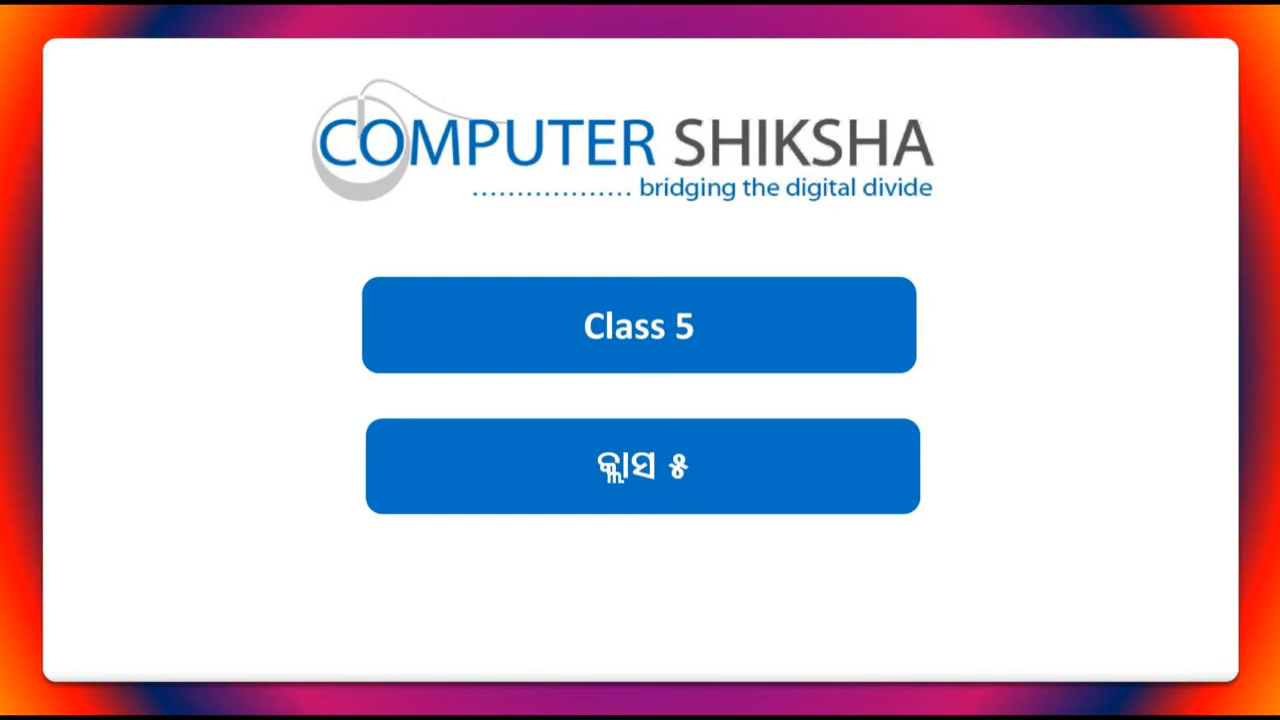 COMPUTER SHIKSHA
.................. bridging the digital divide
Class 5
କ୍ଲାସ ୫